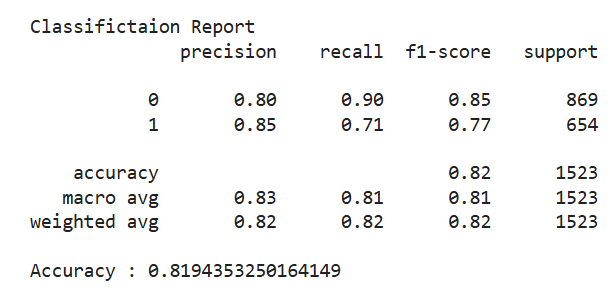 Classifictaion Report
precision recall f1-score support
0 0.80 0.90 0.85 869
1 0.85 0.71 0.77 654
accuracy 0.82 1523
macro avg 0.83 0.81 0.81 1523
weighted avg 0.82 0.82 0.82 1523
Accuracy : 0.8194353250164149